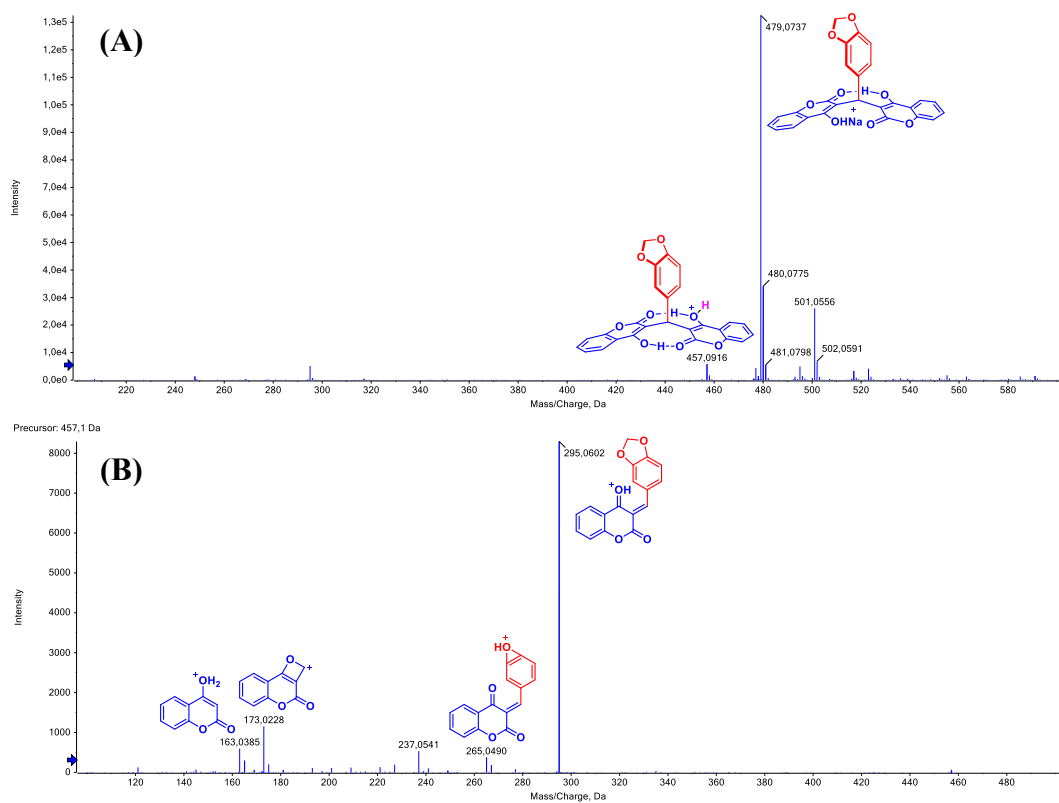 (A)
Intensity
1,3e5
1,2e5
1,1e5
1,0e5
9,0e4
8,0e4
7,0e4
6,0e4
5,0e4
4,0e4
3,0e4
2,0e4
1,0e4
0,0e0
479,0737
480,0775
481,0798
501,0556
502,0591
457,0916
O
O
O
O H O
+
OHNa O O
O
O
+ H
O O H O
O H O O
220 240 260 280 300 320 340 360 380 400 420 440 460 480 500 520 540 560 580
Mass/Charge, Da
Precursor: 457,1 Da
(B)
Intensity
8000
7000
6000
5000
4000
3000
2000
1000
0
295,0602
265,0490
237,0541
173,0228
163,0385
O
O
+
OH
O O
+
HO
O
O O
O +
O O
+
OH2
O O
120 140 160 180 200 220 240 260 280 300 320 340 360 380 400 420 440 460 480 500
Mass/Charge, Da